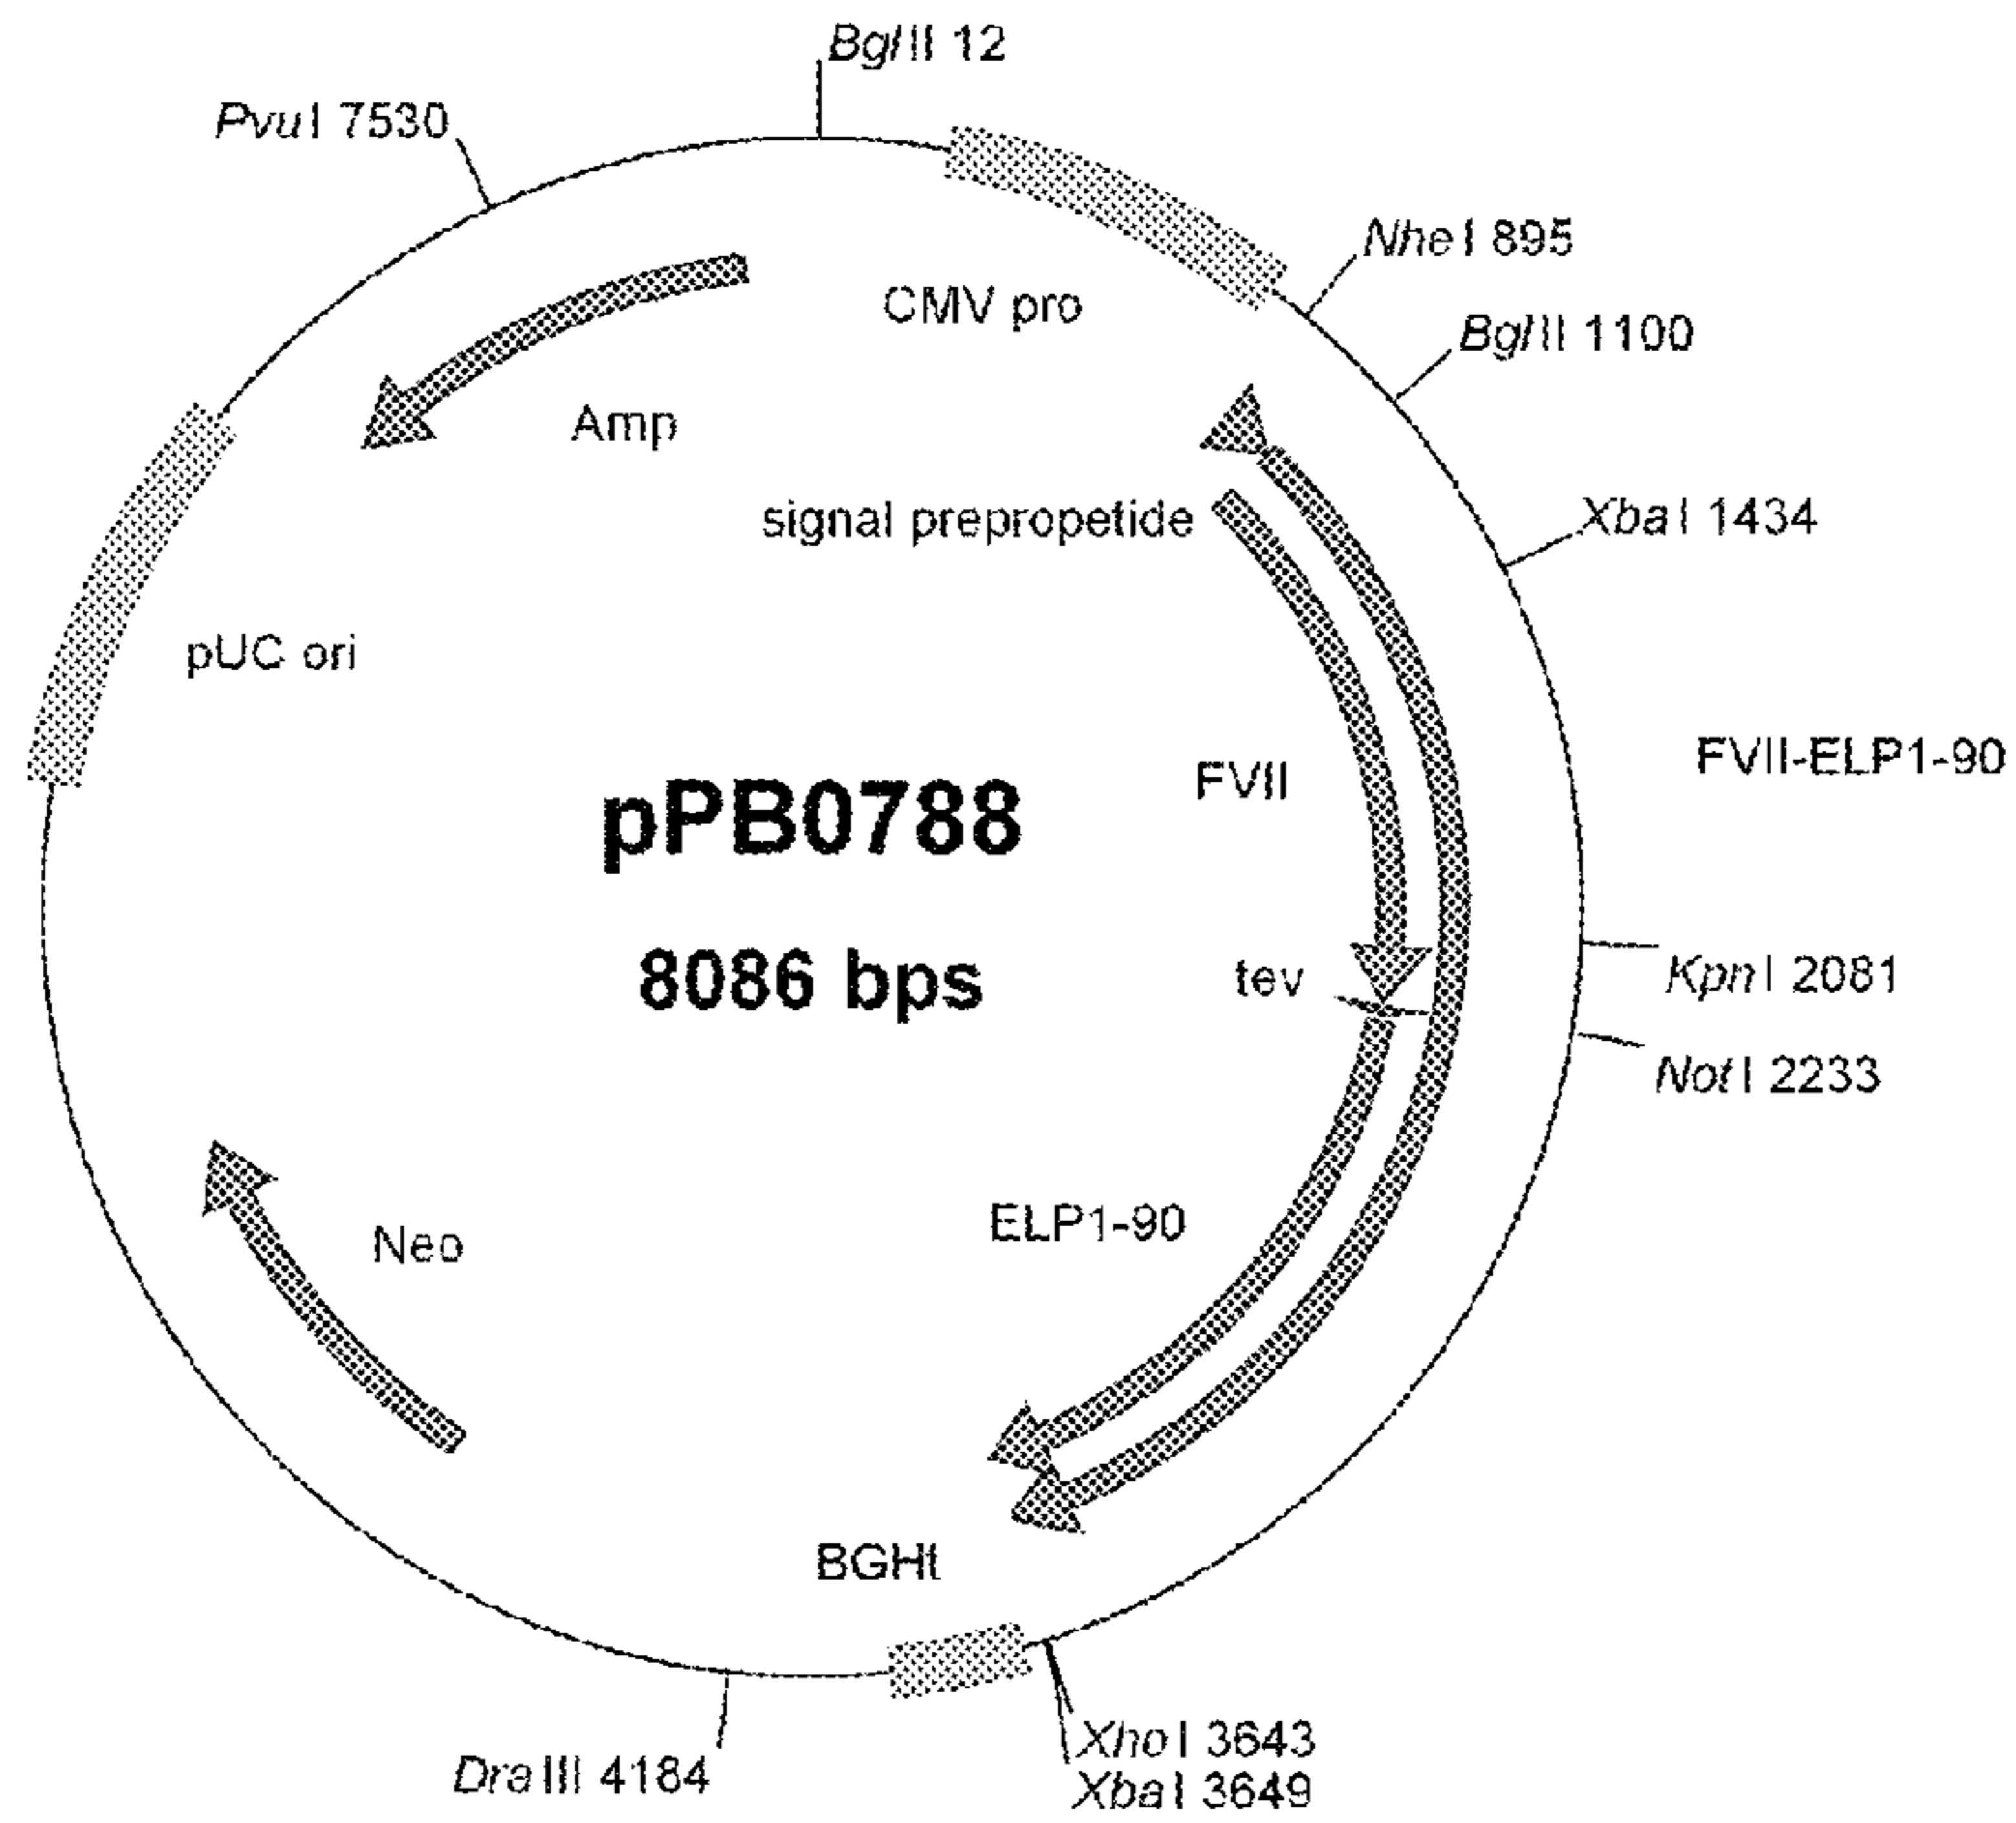 BglII 12
PvuI 7530
NheI 895
CMV pro
BglII 1100
Amp
XbaI 1434
signal prepropetide
pUC ori
FVII-ELP1-90
FVII
pPB0788
8086 bps
tev
KpnI 2081
NotI 2233
ELP1-90
Neo
BGHt
XhoI 3643
DraIII 4184
XbaI 3649